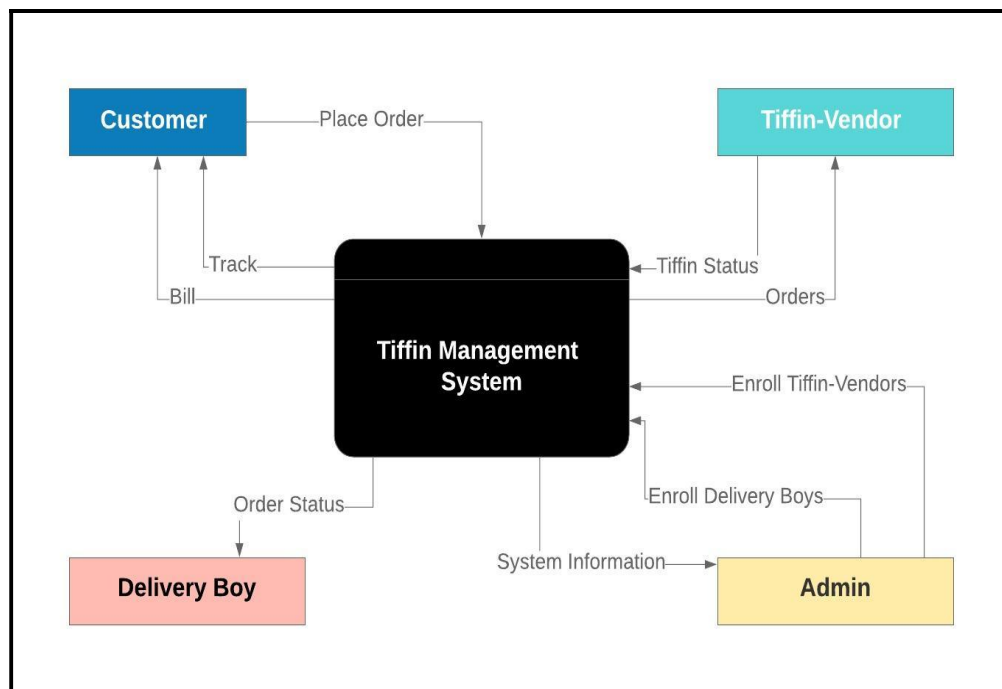 Customer
Place Order
Tiffin-Vendor
Track
Tiffin Status
Bill
Orders
Tiffin Management
System
Enroll Tiffin-Vendors
Order Status
Enroll Delivery Boys
System Information
Delivery Boy
Admin